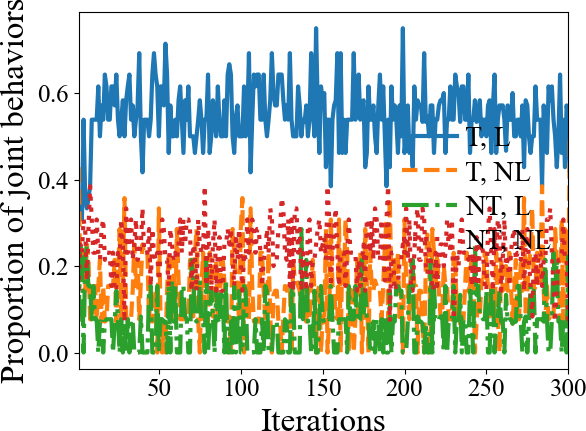 Proportion of joint behaviors
0.6
0.4
0.2
0.0
T, L
T, NL
NT, L
NT, NL
50
100
150
200
250
300
Iterations